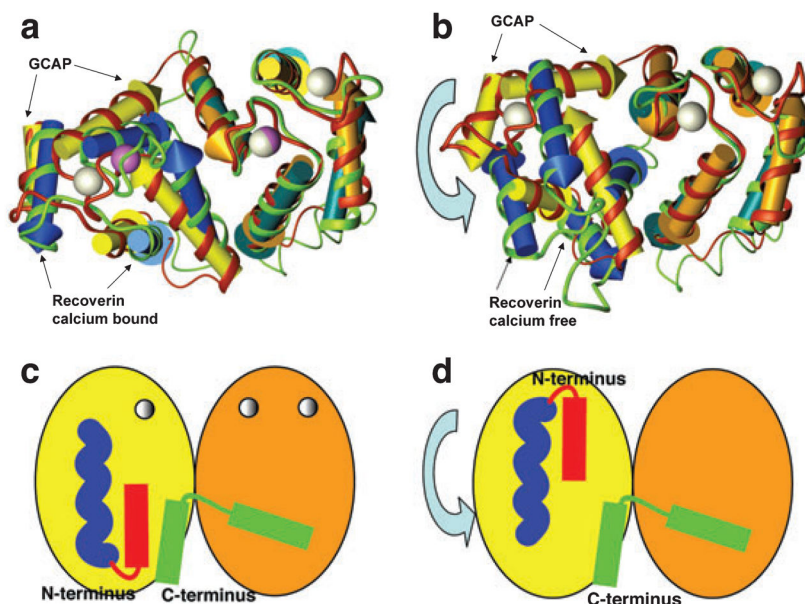 a
GCAP
Recoverin
calcium bound
b
GCAP
Recoverin
calcium free
c
N-terminus
C-terminus
d
N-terminus
C-terminus